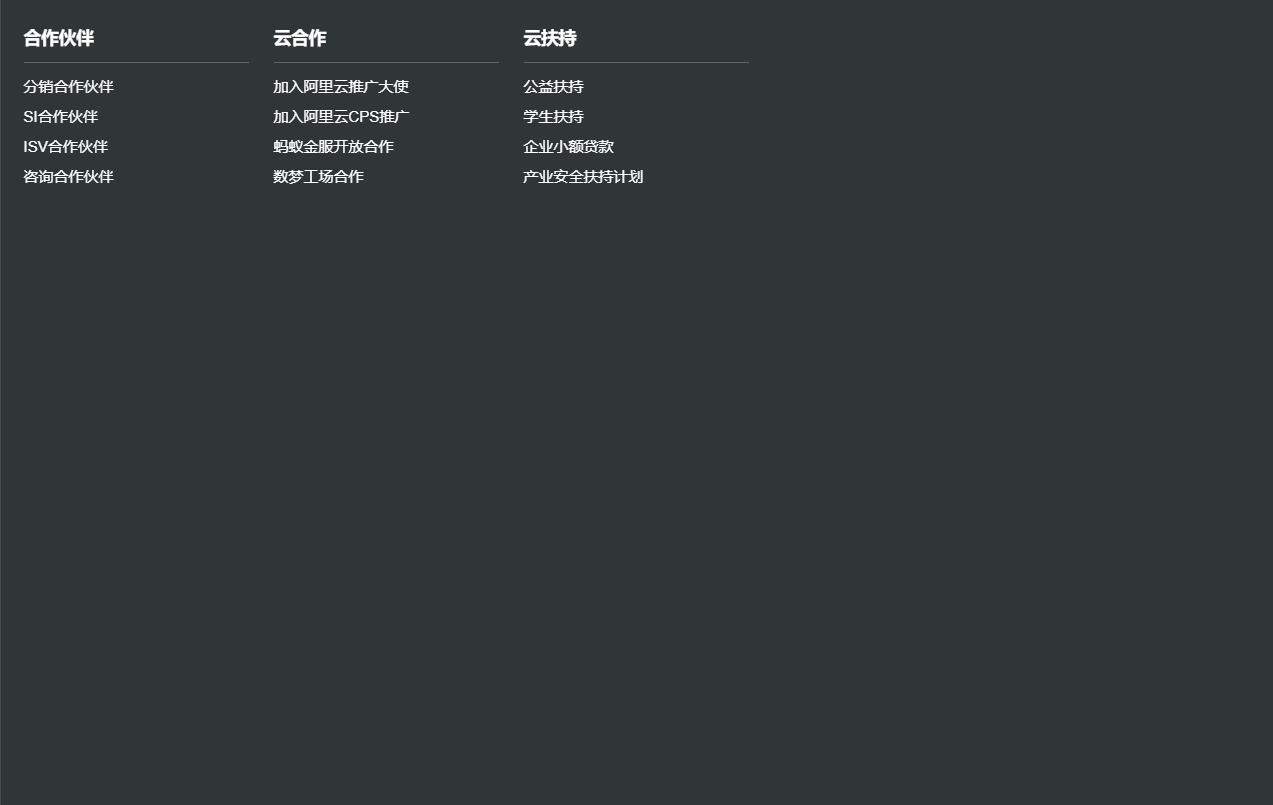 合作伙伴
分销合作伙伴
SI合作伙伴
ISV合作伙伴
咨询合作伙伴
云合作
加入阿里云推广大使
加入阿里云CPS推广
蚂蚁金服开放合作
数梦工场合作
云扶持
公益扶持
学生扶持
企业小额贷款
产业安全扶持计划